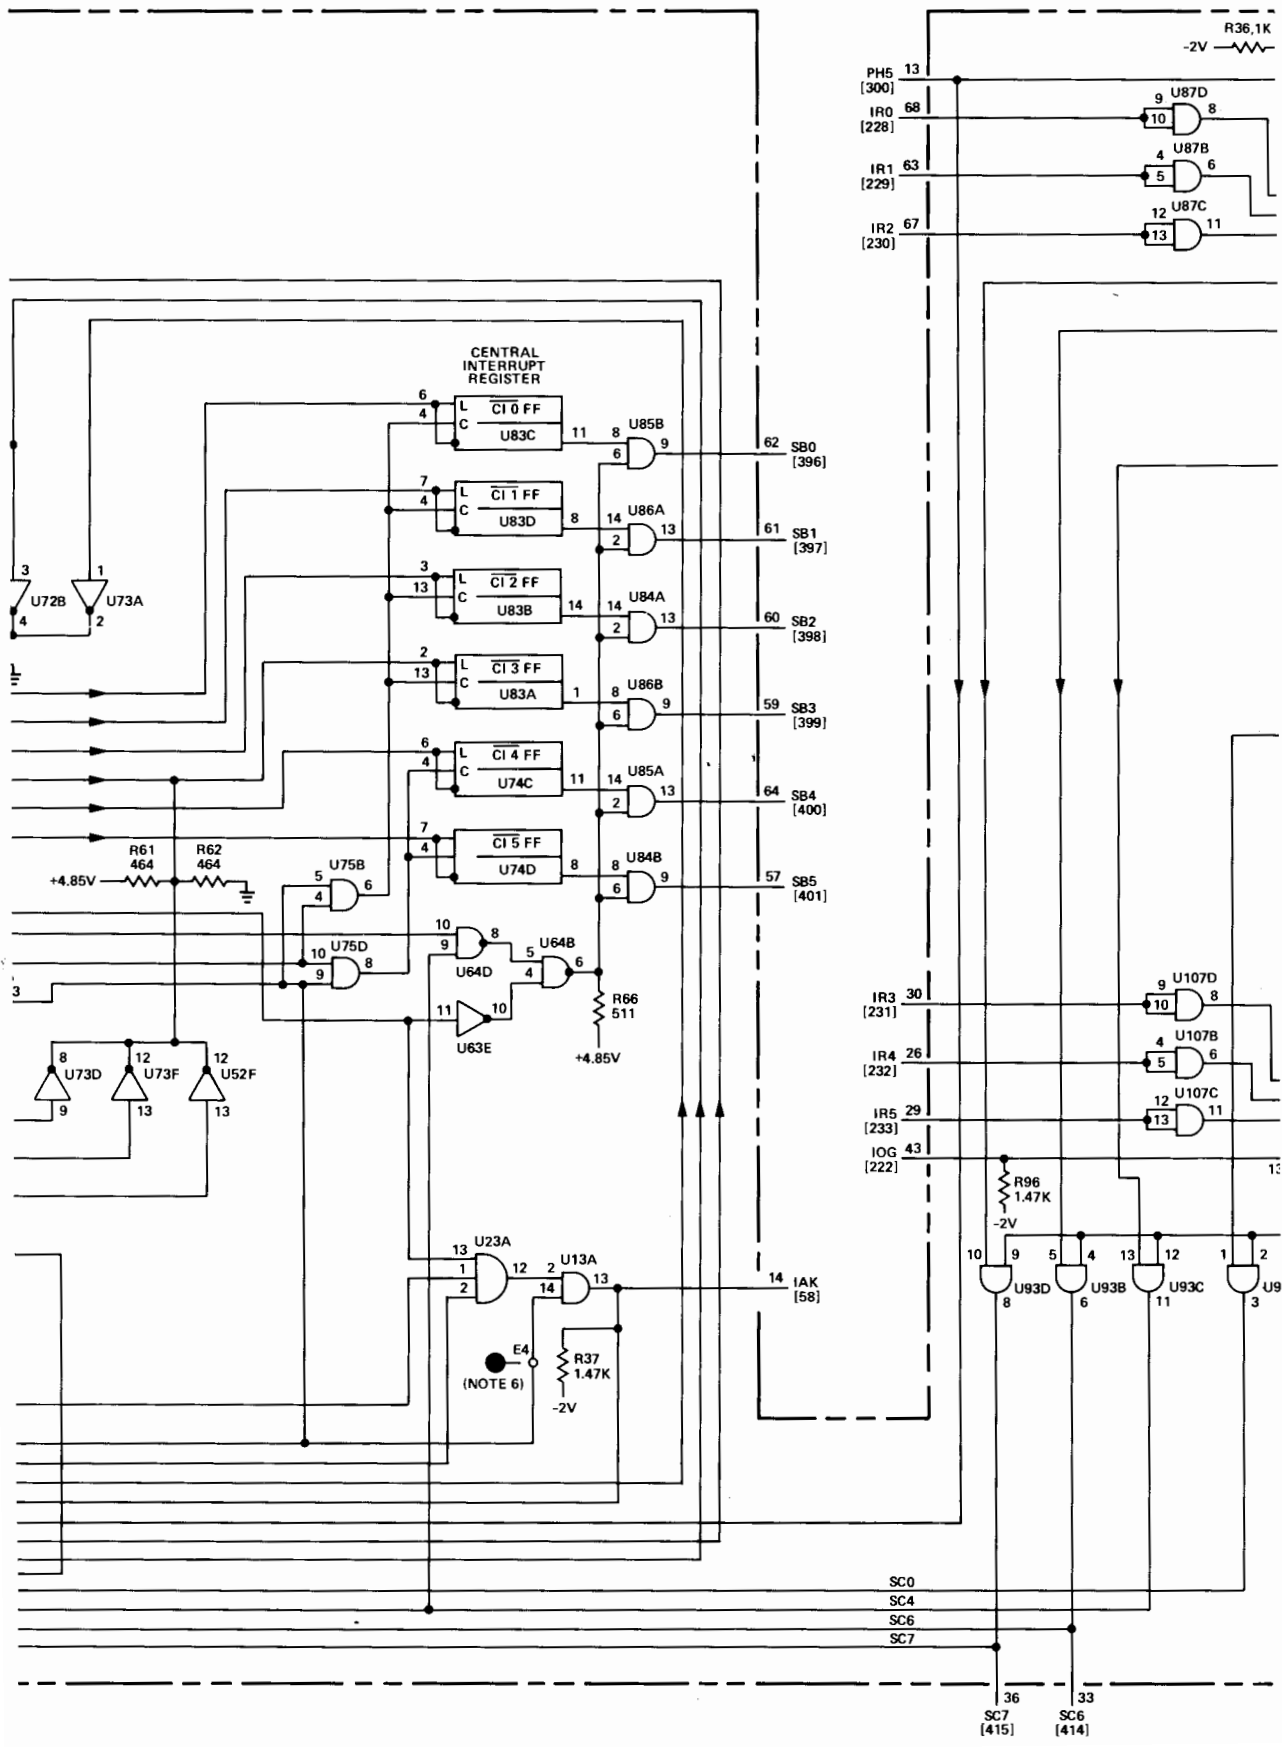 R36,1K
-2V
PH5 13
[300]
IR0 68
[228]
9
10
U87D
8
IR1 63
[229]
4
5
U87B
6
IR2 67
[230]
12
13
U87C
11
CENTRAL
INTERRUPT
REGISTER
6
4
L
C
CI 0 FF
U83C
11
8
6
U85B
9
62
SB0
[396]
7
4
L
C
CI 1 FF
U83D
8
14
2
U86A
13
61
SB1
[397]
3
U72B
4
1
U73A
2
3
13
L
C
CI 2 FF
U83B
14
14
2
U84A
13
60
SB2
[398]
2
13
L
C
CI 3 FF
U83A
1
8
6
U86B
9
59
SB3
[399]
6
4
L
C
CI 4 FF
U74C
11
14
2
U85A
13
64
SB4
[400]
7
4
CI 5 FF
U74D
8
8
6
U84B
9
57
SB5
[401]
R61
464
R62
464
+4.85V
U75B
5
4
6
U75D
10
9
8
3
10
9
8
U64D
U64B
5
4
6
11
10
U63E
R66
511
+4.85V
8
U73D
9
12
U73F
13
12
U52F
13
IR3 30
[231]
9
10
U107D
8
IR4 26
[232]
4
5
U107B
6
IR5 29
[233]
12
13
U107C
11
IOG 43
[222]
13
R96
1.47K
-2V
U23A
13
1
2
12
U13A
2
14
13
14
IAK
[58]
E4
(NOTE 6)
R37
1.47K
-2V
10
9
U93D
8
5
4
U93B
6
13
12
U93C
11
1
2
U9
3
SC0
SC4
SC6
SC7
36
SC7
[415]
33
SC6
[414]